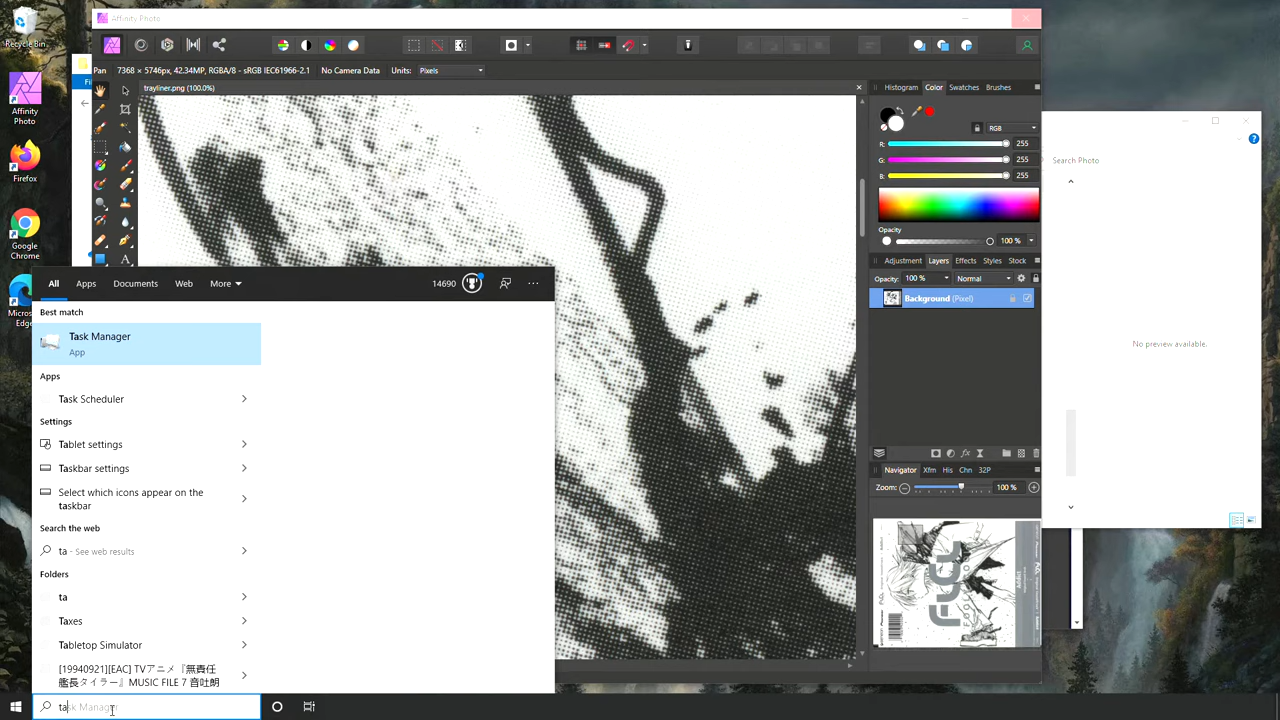 Recycle Bin
Affinity Photo
Firefox
Google Chrome
Micros
Edge
Fi
Affinity Photo
Pan
7368 × 5746px, 42.34MP, RGBA/8 - sRGB IEC61966-2.1
No Camera Data
Units:
Pixels
trayliner.png (100.0%)
Histogram
Color
Swatches
Brushes
RGB
R:
255
G:
255
B:
255
Opacity
100 %
Adjustment
Layers
Effects
Styles
Stock
Opacity:
100 %
Normal
Background (Pixel)
Navigator
Xfm
His
Chn
32P
Zoom:
100 %
Search Photo
No preview available.
All
Apps
Documents
Web
More
14690
Best match
Task Manager
App
Apps
Task Scheduler
Settings
Tablet settings
Taskbar settings
Select which icons appear on the
taskbar
Search the web
ta - See web results
Folders
ta
Taxes
Tabletop Simulator
[19940921][EAC] TVアニメ『無責任
艦長タイラー』MUSIC FILE 7 音吐朗
task Manager